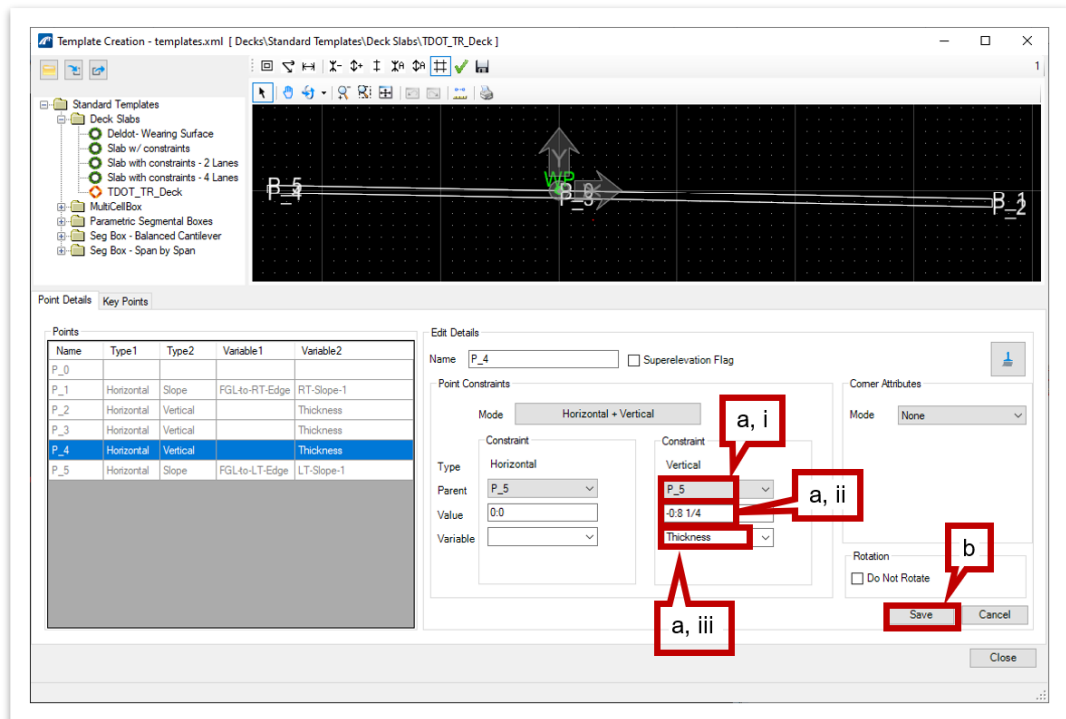 Template Creation - templates.xml [ Decks\Standard Templates\Deck Slabs\TDOT_TR_Deck ]
1
Standard Templates
Deck Slabs
Deldot- Wearing Surface
Slab w/ constraints
Slab with constraints - 2 Lanes
Slab with constraints - 4 Lanes
TDOT_TR_Deck
MultiCellBox
Parametric Segmental Boxes
Seg Box - Balanced Cantilever
Seg Box - Span by Span
Y
WP
X
P_5
P_4
P_3
P_1
P_2
Point Details Key Points
Points
Name Type1 Type2 Variable1 Variable2
P_0
P_1 Horizontal Slope FGL-to-RT-Edge RT-Slope-1
P_2 Horizontal Vertical Thickness
P_3 Horizontal Vertical Thickness
P_4 Horizontal Vertical Thickness
P_5 Horizontal Slope FGL-to-LT-Edge LT-Slope-1
Edit Details
Name P_4 Superelevation Flag
Point Constraints
Mode Horizontal + Vertical
Constraint Constraint
Type Horizontal Vertical
Parent P_5 P_5
Value 0:0 -0:8 1/4
Variable Thickness
a, i
a, ii
a, iii
Corner Attributes
Mode None
Rotation
Do Not Rotate
b
Save Cancel
Close